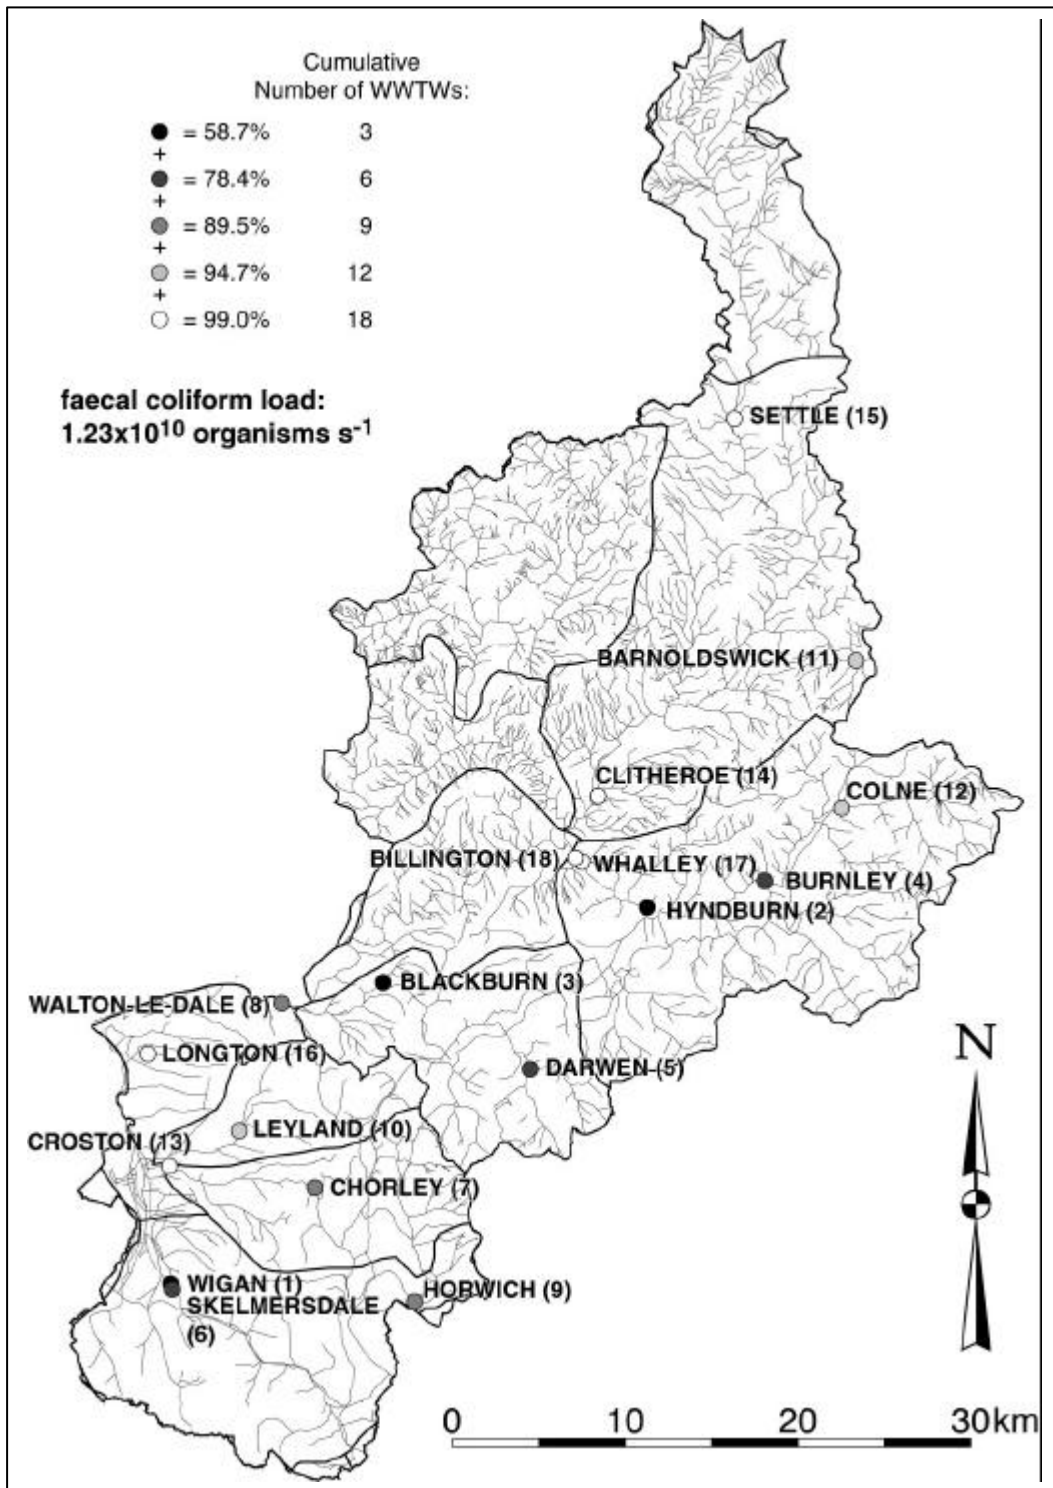 Cumulative
Number of WWTWs:
● = 58.7% 3
+
● = 78.4% 6
+
● = 89.5% 9
+
● = 94.7% 12
+
○ = 99.0% 18
faecal coliform load:
1.23x10¹⁰ organisms s⁻¹
SETTLE (15)
BARNOLDSWICK (11)
CLITHEROE (14)
COLNE (12)
BILLINGTON (18)
WHALLEY (17)
BURNLEY (4)
HYNDBURN (2)
BLACKBURN (3)
WALTON-LE-DALE (8)
LONGTON (16)
DARWEN (5)
N
LEYLAND (10)
CROSTON (13)
CHORLEY (7)
WIGAN (1)
HORWICH (9)
SKELMERSDALE
(6)
0 10 20 30km